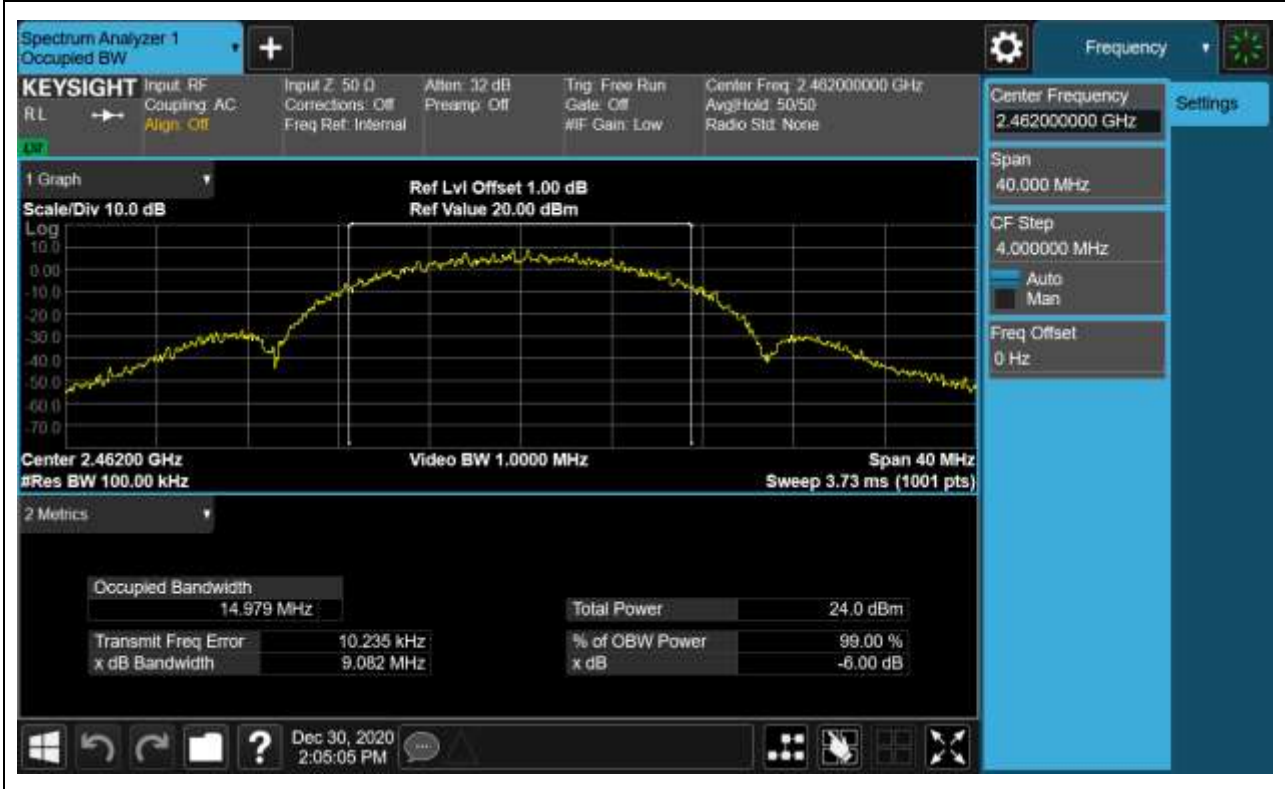 Spectrum Analyzer 1
Occupied BW
Frequency
KEYSIGHT
R L
Input: RF
Coupling: AC
Align: Off
Input Z: 50 Ω
Corrections: Off
Freq Ref: Internal
Atten: 32 dB
Preamp: Off
Trig: Free Run
Gate: Off
#IF Gain: Low
Center Freq: 2.462000000 GHz
Avg|Hold: 50/50
Radio Std: None
1 Graph
Scale/Div 10.0 dB
Ref Lvl Offset 1.00 dB
Ref Value 20.00 dBm
Log
10.0
0.00
-10.0
-20.0
-30.0
-40.0
-50.0
-60.0
-70.0
Center 2.46200 GHz
#Res BW 100.00 kHz
Video BW 1.0000 MHz
Span 40 MHz
Sweep 3.73 ms (1001 pts)
2 Metrics
Occupied Bandwidth
14.979 MHz
Transmit Freq Error 10.235 kHz
x dB Bandwidth 9.082 MHz
Total Power 24.0 dBm
% of OBW Power 99.00 %
x dB -6.00 dB
?
Dec 30, 2020
2:05:05 PM
Center Frequency
2.462000000 GHz
Settings
Span
40.000 MHz
CF Step
4.000000 MHz
Auto
Man
Freq Offset
0 Hz